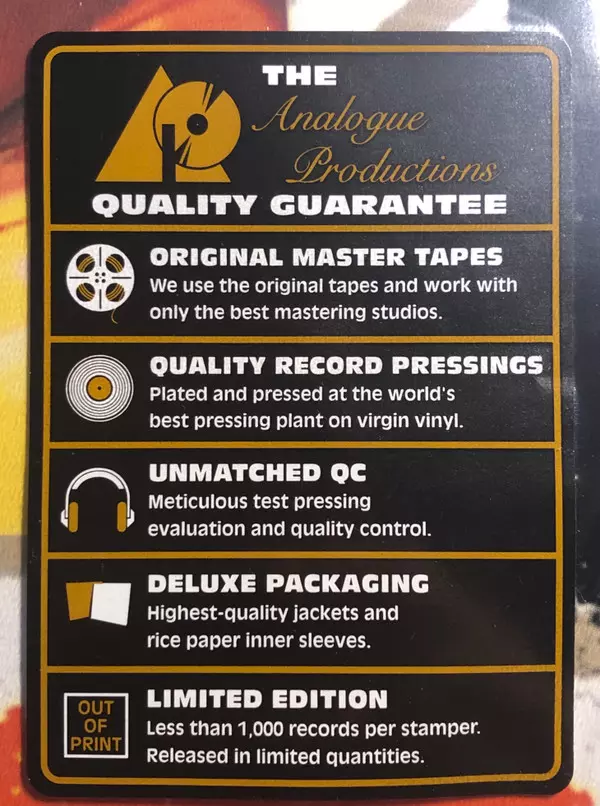 THE
Analogue
Productions
QUALITY GUARANTEE
ORIGINAL MASTER TAPES
We use the original tapes and work with
only the best mastering studios.
QUALITY RECORD PRESSINGS
Plated and pressed at the world's
best pressing plant on virgin vinyl.
UNMATCHED QC
Meticulous test pressing
evaluation and quality control.
DELUXE PACKAGING
Highest-quality jackets and
rice paper inner sleeves.
OUT
OF
PRINT
LIMITED EDITION
Less than 1,000 records per stamper.
Released in limited quantities.